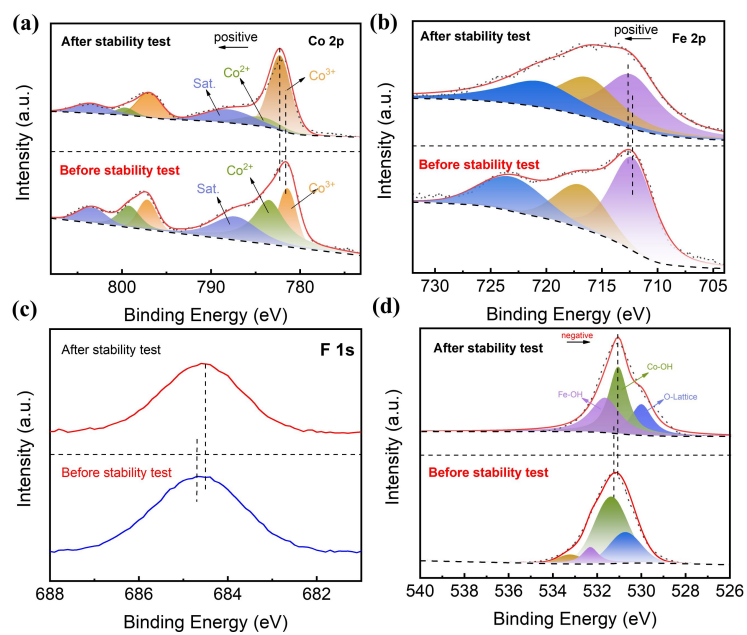 (a)
After stability test
positive
Co 2p
Sat.
Co2+
Co3+
Before stability test
Sat.
Co2+
Co3+
Intensity (a.u.)
800 790 780
Binding Energy (eV)
(b)
After stability test
positive
Fe 2p
Before stability test
Intensity (a.u.)
730 725 720 715 710 705
Binding Energy (eV)
(c)
After stability test
F 1s
Before stability test
Intensity (a.u.)
688 686 684 682
Binding Energy (eV)
(d)
After stability test
negative
Co-OH
Fe-OH
O-Lattice
Before stability test
Intensity (a.u.)
540 538 536 534 532 530 528 526
Binding Energy (eV)